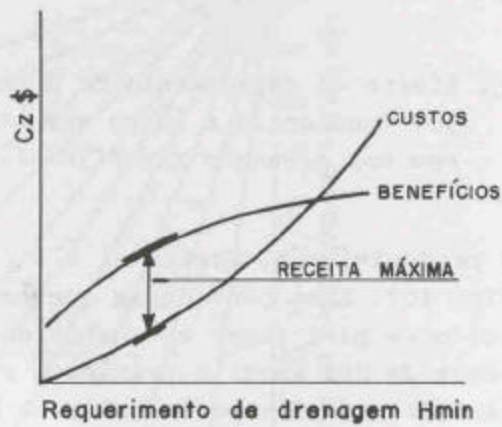 Cz $
CUSTOS
BENEFÍCIOS
RECEITA MÁXIMA
Requerimento de drenagem Hmin